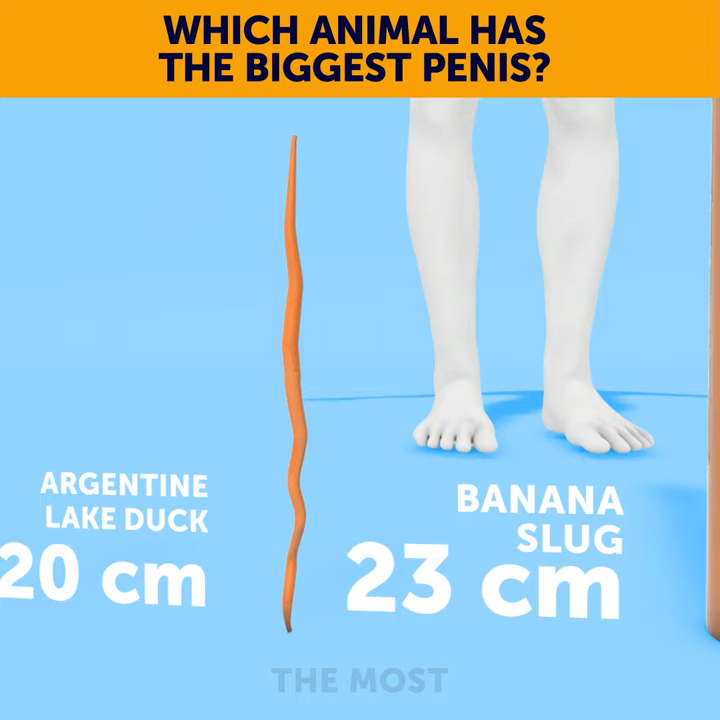 WHICH ANIMAL HAS
THE BIGGEST PENIS?
ARGENTINE
LAKE DUCK
20 cm
BANANA
SLUG
23 cm
THE MOST